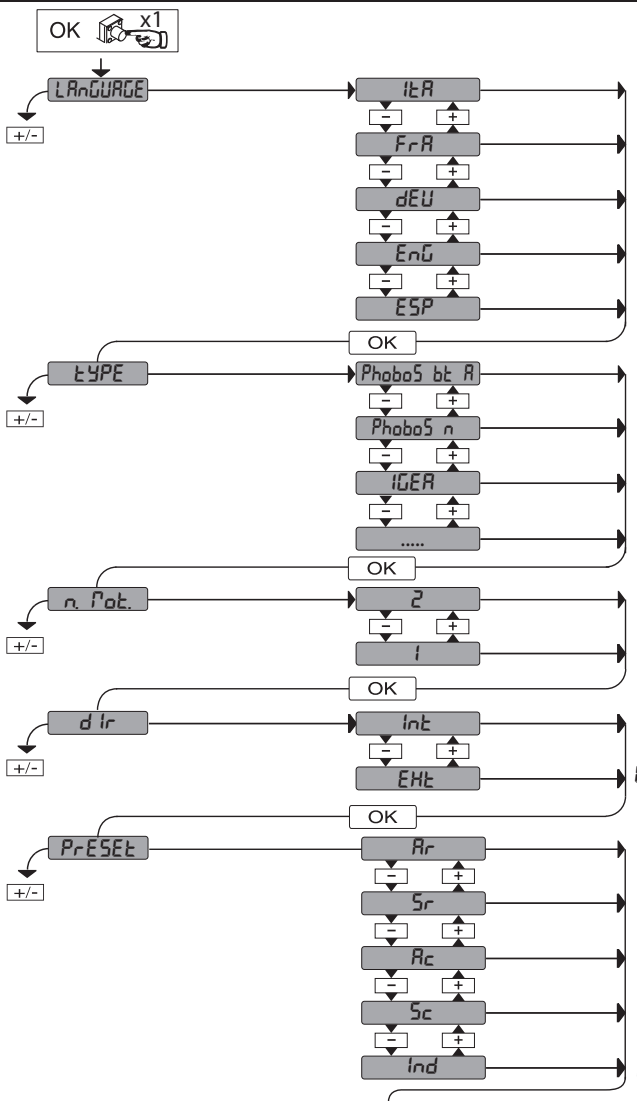 OK x1
LAnGUAGE
ItA
+/-
- +
FrA
- +
dEU
- +
EnG
- +
ESP
OK
tYPE
PhoboS bt A
+/-
- +
PhoboS n
- +
IGEA
- +
.....
OK
n. Mot.
2
+/-
- +
1
OK
dIr
Int
+/-
- +
EHt
OK
PrESEt
Ar
+/-
- +
Sr
- +
Ac
- +
Sc
- +
Ind